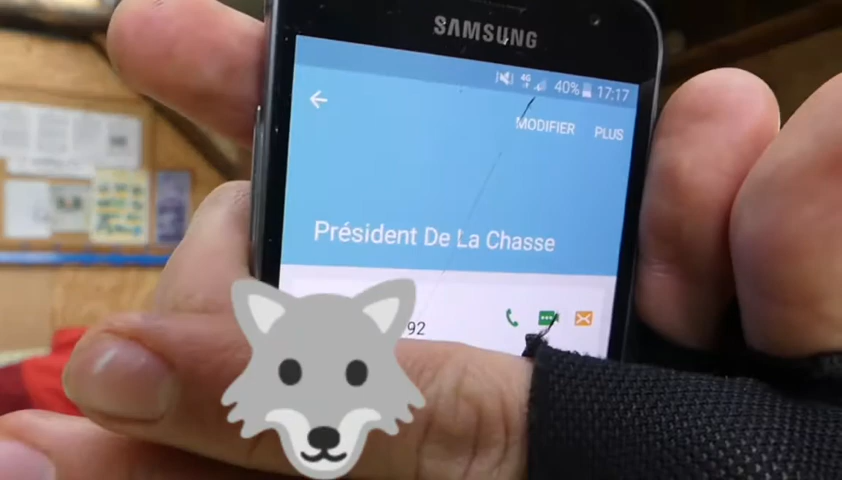 SAMSUNG
40% 17:17
MODIFIER PLUS
Président De La Chasse
92